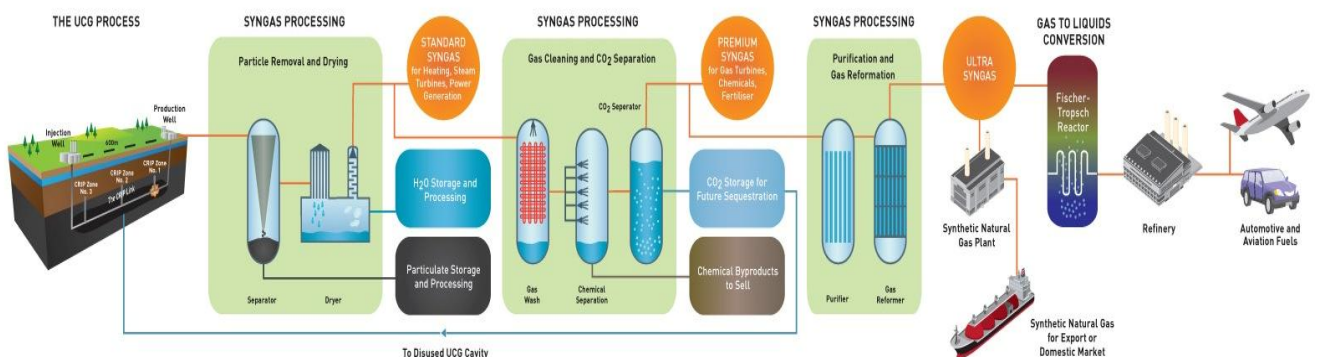 THE UCG PROCESS
Injection
Well
Production
Well
600m
CRIP Zone
No. 3
CRIP Zone
No. 2
CRIP Zone
No. 1
The CRIP Link
SYNGAS PROCESSING
Particle Removal and Drying
Separator
Dryer
STANDARD
SYNGAS
for Heating, Steam
Turbines, Power
Generation
H2O Storage and
Processing
Particulate Storage
and Processing
SYNGAS PROCESSING
Gas Cleaning and CO2 Separation
CO2 Seperator
Gas
Wash
Chemical
Separation
PREMIUM
SYNGAS
for Gas Turbines,
Chemicals,
Fertiliser
CO2 Storage for
Future Sequestration
Chemical Byproducts
to Sell
To Disused UCG Cavity
SYNGAS PROCESSING
Purification and
Gas Reformation
Purifier
Gas
Reformer
ULTRA
SYNGAS
Synthetic Natural
Gas Plant
Synthetic Natural Gas
for Export or
Domestic Market
GAS TO LIQUIDS
CONVERSION
Fischer-
Tropsch
Reactor
Refinery
Automotive and
Aviation Fuels